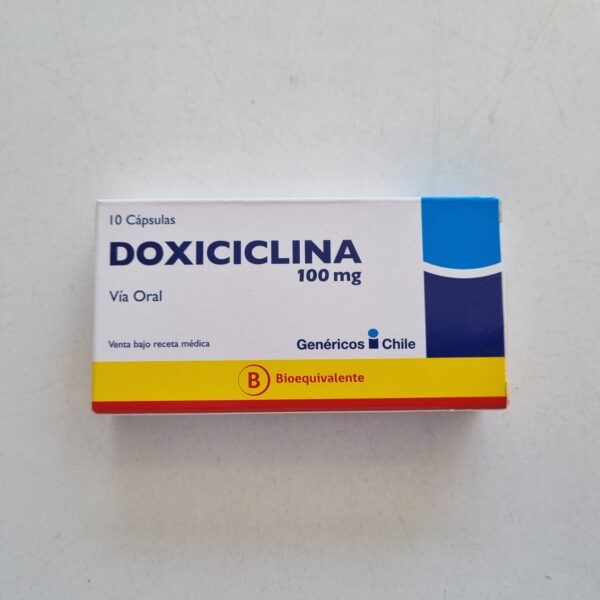 10 Cápsulas
DOXICICLINA
100 mg
Vía Oral
Venta bajo receta médica
Genéricos Chile
B Bioequivalente